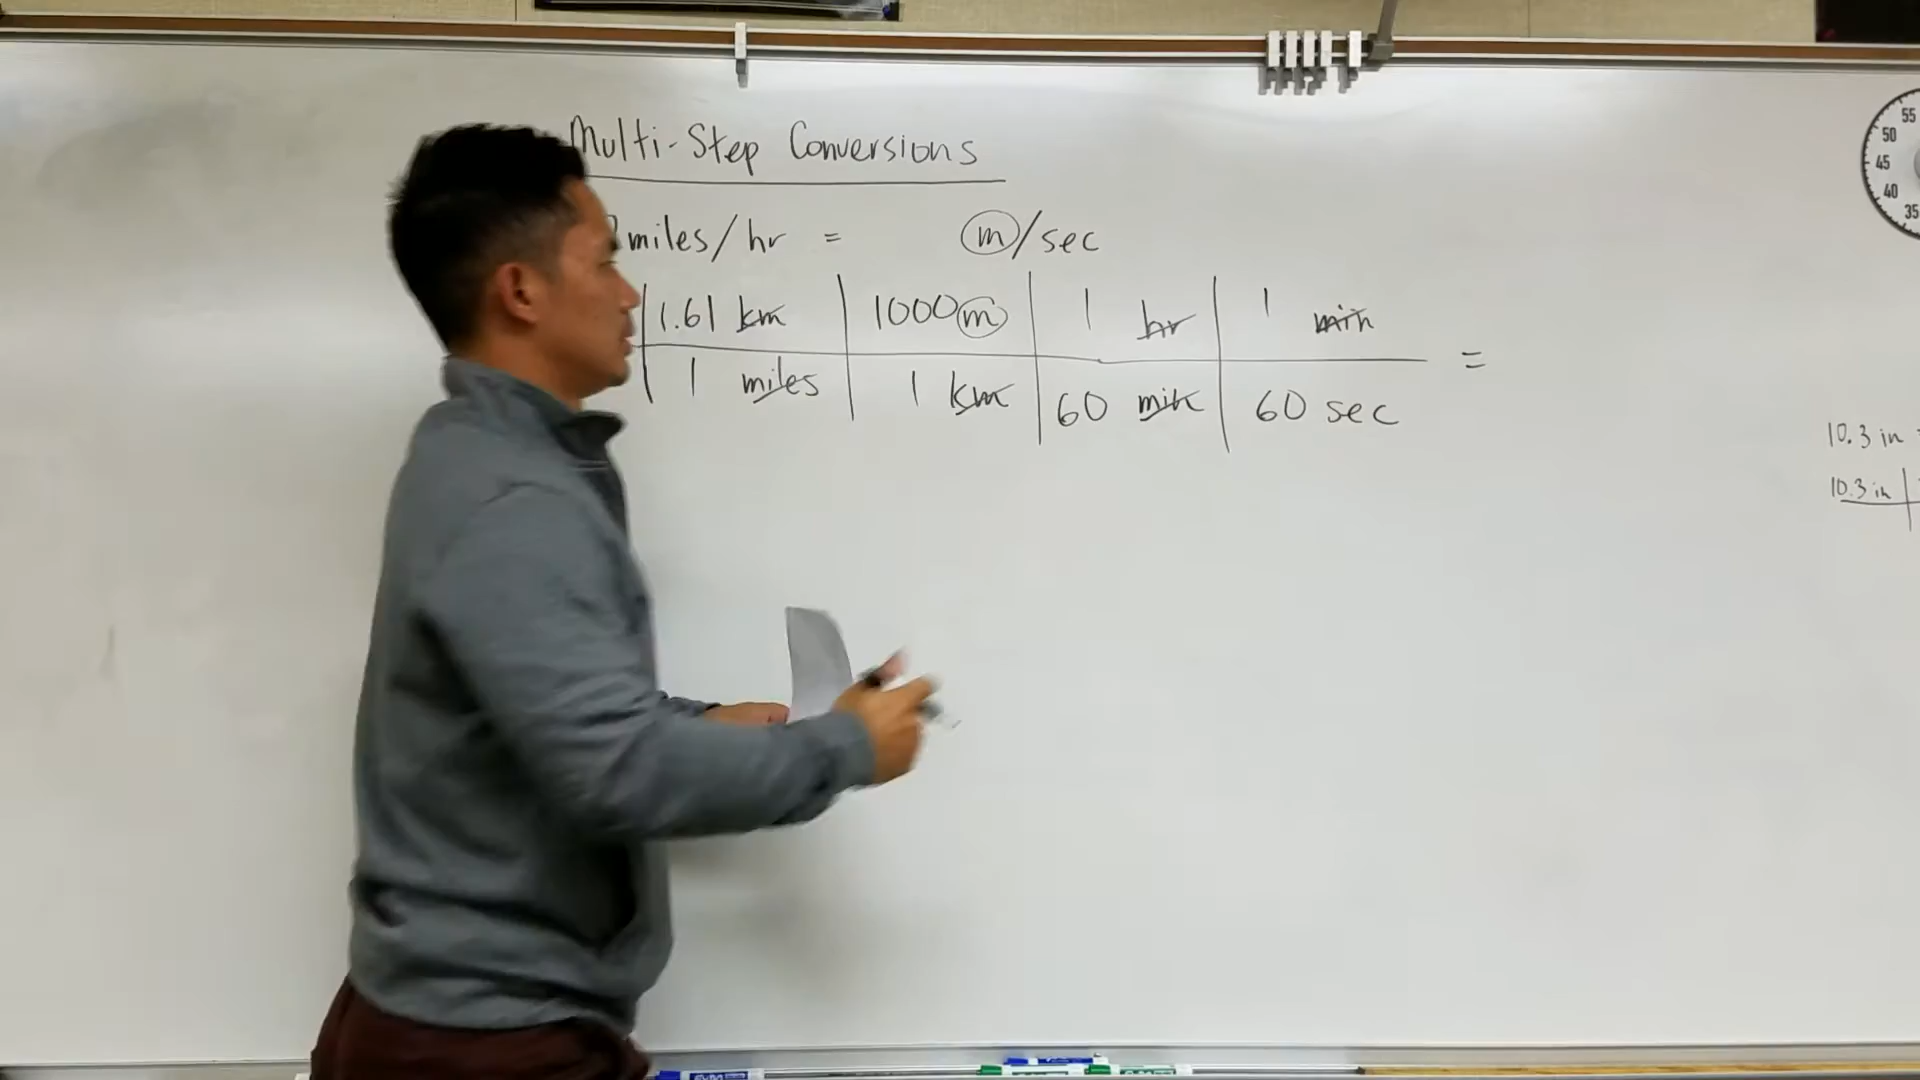 Multi-Step Conversions
miles/hr = m/sec
1.61 km 1000 m 1 hr 1 min
1 miles 1 km 60 min 60 sec =
10.3 in
10.3 in
55
50
45
40
35